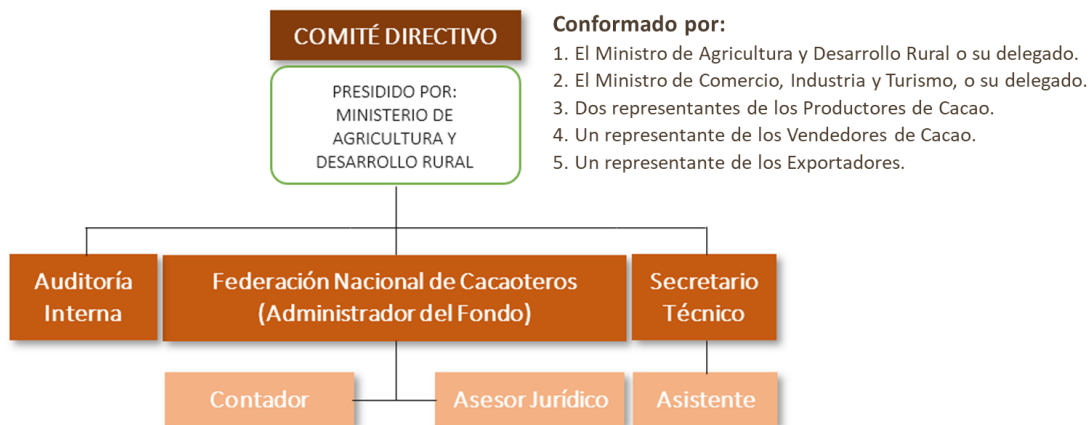 COMITÉ DIRECTIVO
PRESIDIDO POR:
MINISTERIO DE
AGRICULTURA Y
DESARROLLO RURAL
Conformado por:
1. El Ministro de Agricultura y Desarrollo Rural o su delegado.
2. El Ministro de Comercio, Industria y Turismo, o su delegado.
3. Dos representantes de los Productores de Cacao.
4. Un representante de los Vendedores de Cacao.
5. Un representante de los Exportadores.
Auditoría
Interna
Federación Nacional de Cacaoteros
(Administrador del Fondo)
Secretario
Técnico
Contador
Asesor Jurídico
Asistente